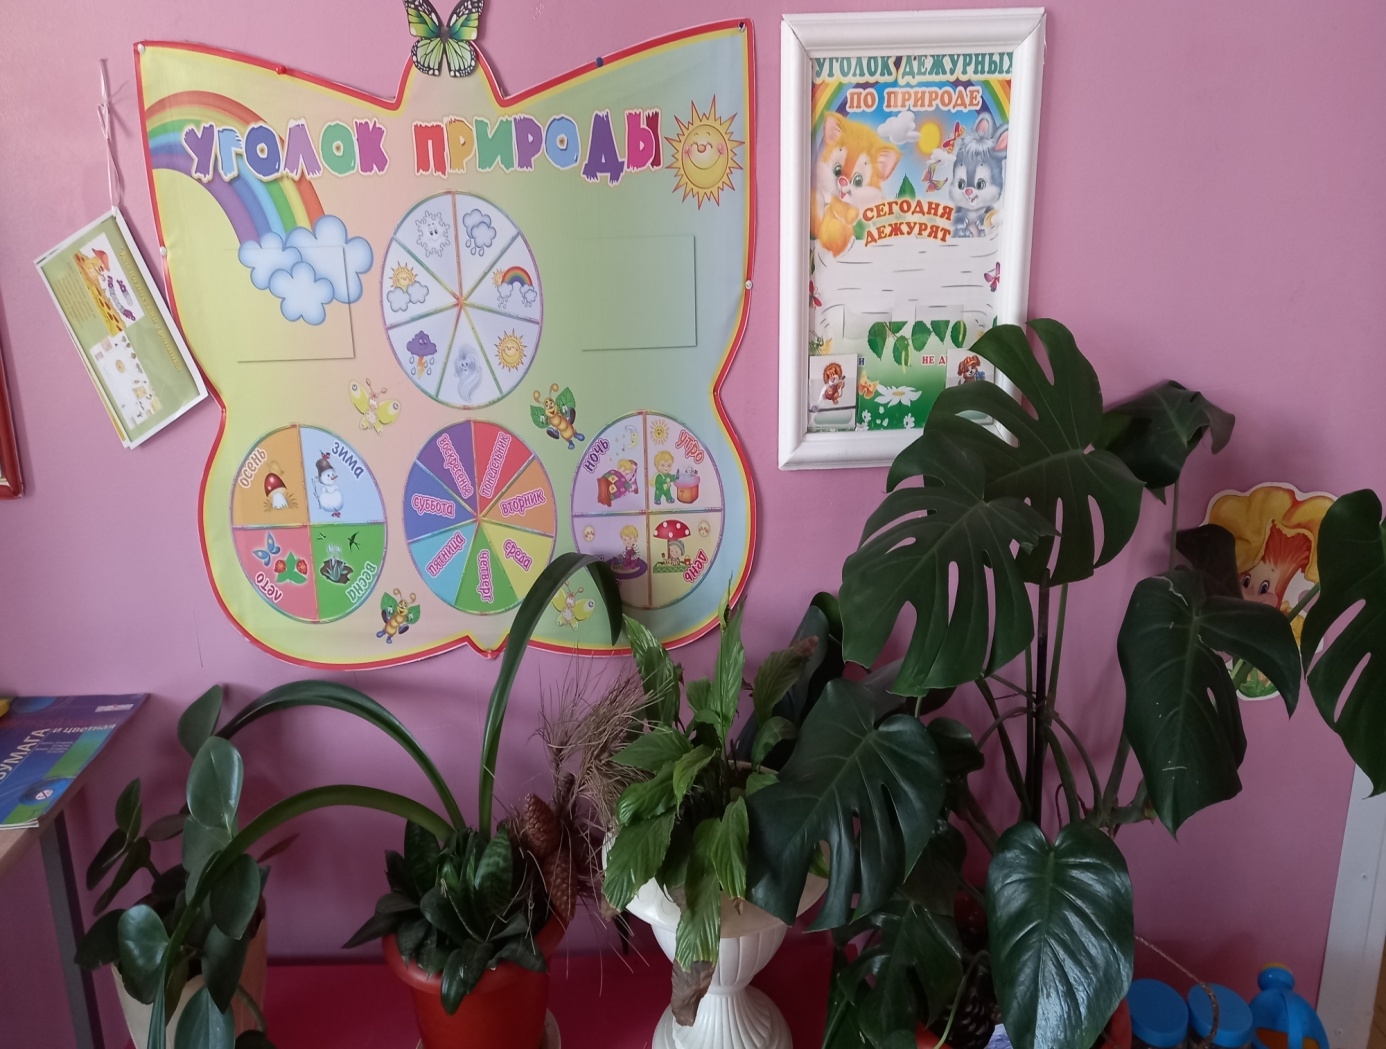 УГОЛОК ПРИРОДЫ
УГОЛОК ДЕЖУРНЫХ
ПО ПРИРОДЕ
СЕГОДНЯ
ДЕЖУРЯТ
осень
зима
весна
лето
понедельник
вторник
среда
четверг
пятница
суббота
воскресенье
ночь
утро
день
БУМАГА